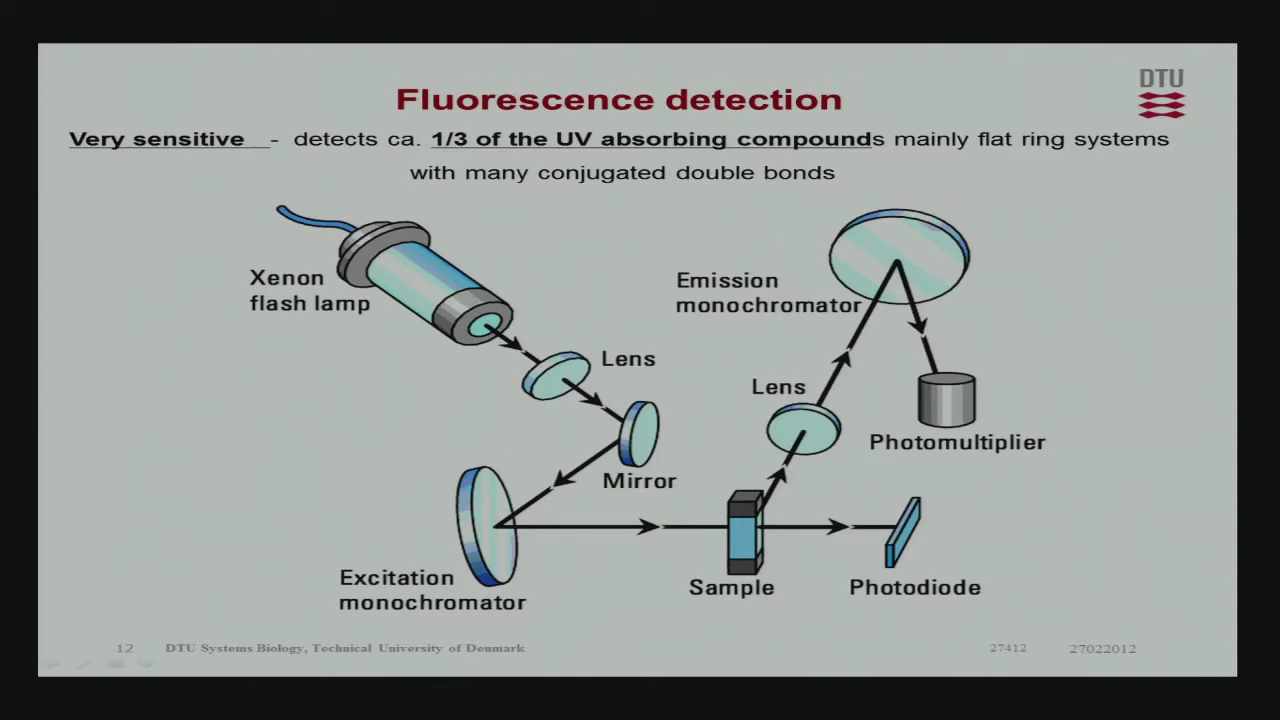 DTU
Fluorescence detection
Very sensitive - detects ca. 1/3 of the UV absorbing compounds mainly flat ring systems
with many conjugated double bonds
Xenon
flash lamp
Lens
Mirror
Excitation
monochromator
Sample
Lens
Emission
monochromator
Photomultiplier
Photodiode
12 DTU Systems Biology, Technical University of Denmark 27412 27022012